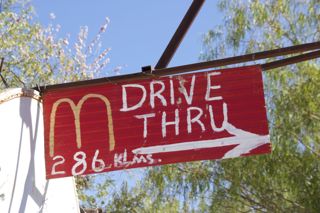 m DRIVE
THRU
286 KLMS.